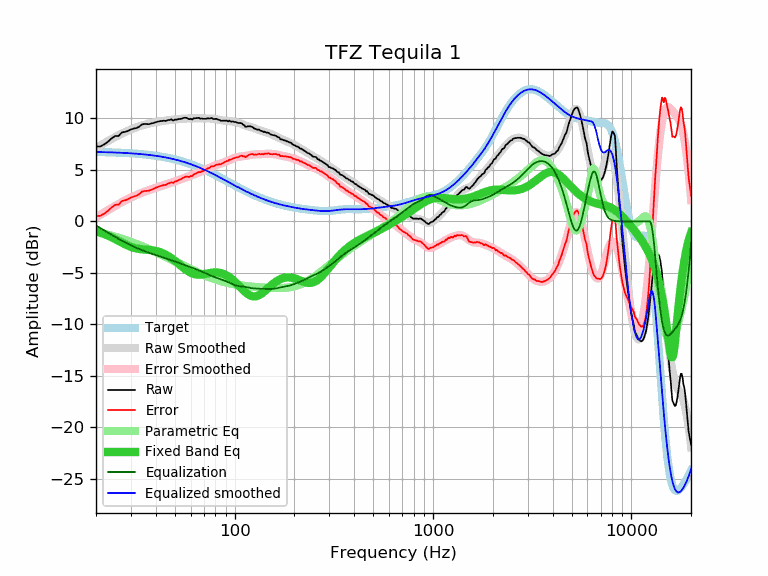 TFZ Tequila 1
Amplitude (dBr)
10
5
0
−5
−10
−15
−20
−25
Target
Raw Smoothed
Error Smoothed
Raw
Error
Parametric Eq
Fixed Band Eq
Equalization
Equalized smoothed
100
1000
10000
Frequency (Hz)